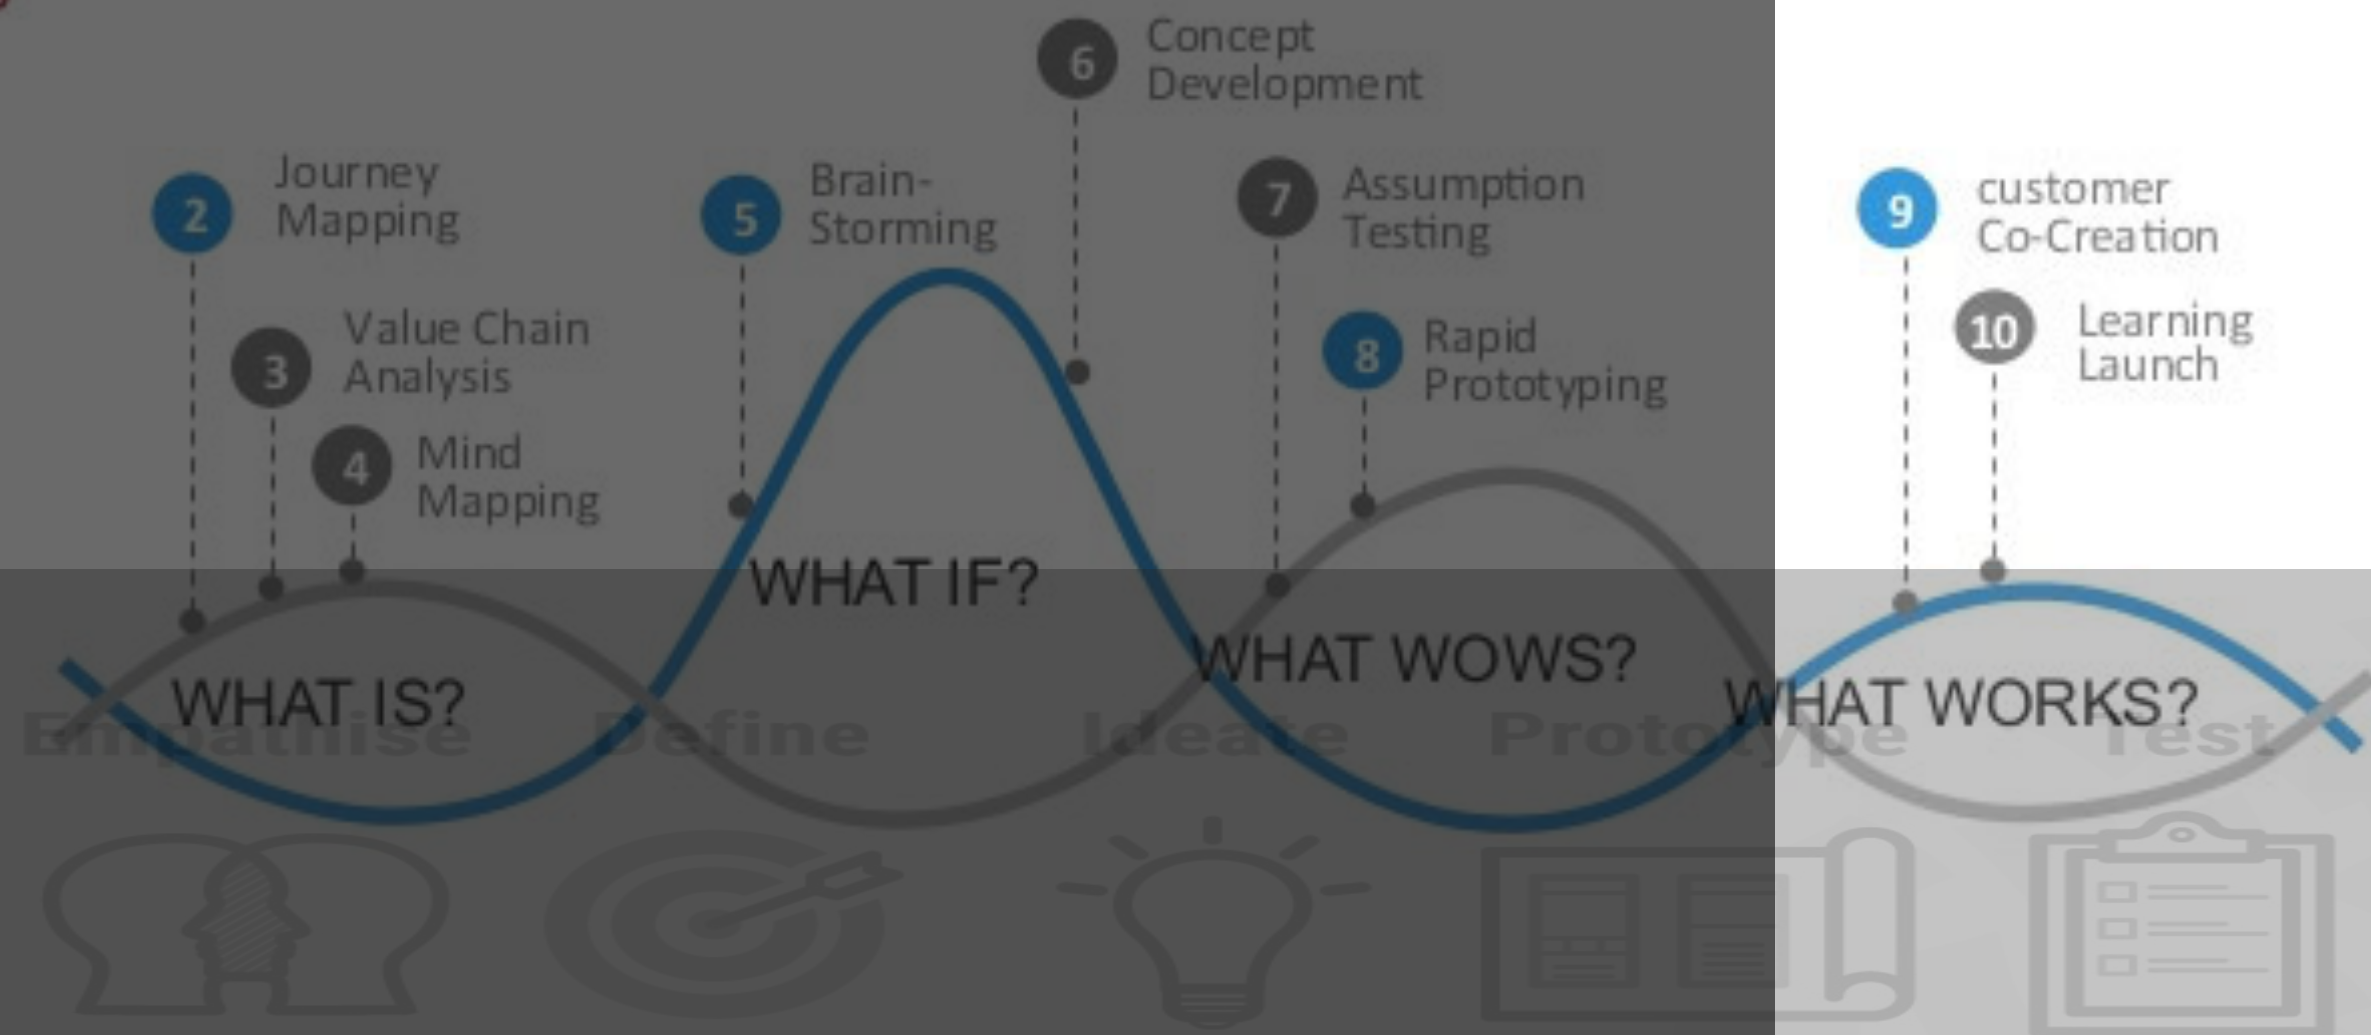 6
Concept
Development
2
Journey
Mapping
3
Value Chain
Analysis
4
Mind
Mapping
5
Brain-
Storming
7
Assumption
Testing
8
Rapid
Prototyping
9
customer
Co-Creation
10
Learning
Launch
WHAT IS?
WHAT IF?
WHAT WOWS?
WHAT WORKS?
Empathise
Define
Ideate
Prototype
Test